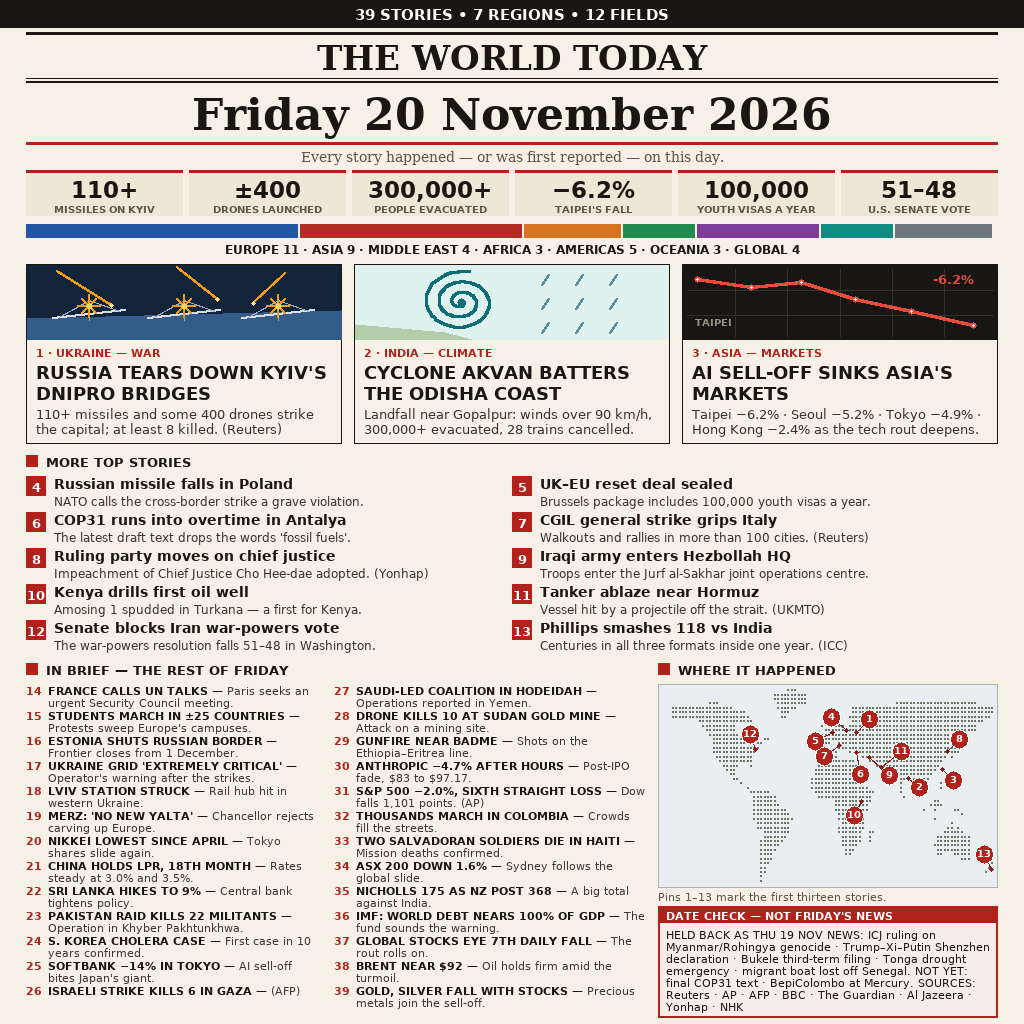 39 STORIES • 7 REGIONS • 12 FIELDS
THE WORLD TODAY
Friday 20 November 2026
Every story happened — or was first reported — on this day.
110+
MISSILES ON KYIV
±400
DRONES LAUNCHED
300,000+
PEOPLE EVACUATED
−6.2%
TAIPEI'S FALL
100,000
YOUTH VISAS A YEAR
51–48
U.S. SENATE VOTE
EUROPE 11 · ASIA 9 · MIDDLE EAST 4 · AFRICA 3 · AMERICAS 5 · OCEANIA 3 · GLOBAL 4
1 · UKRAINE — WAR
RUSSIA TEARS DOWN KYIV'S
DNIPRO BRIDGES
110+ missiles and some 400 drones strike
the capital; at least 8 killed. (Reuters)
2 · INDIA — CLIMATE
CYCLONE AKVAN BATTERS
THE ODISHA COAST
Landfall near Gopalpur: winds over 90 km/h,
300,000+ evacuated, 28 trains cancelled.
-6.2%
TAIPEI
3 · ASIA — MARKETS
AI SELL-OFF SINKS ASIA'S
MARKETS
Taipei −6.2% · Seoul −5.2% · Tokyo −4.9% ·
Hong Kong −2.4% as the tech rout deepens.
MORE TOP STORIES
4 Russian missile falls in Poland
NATO calls the cross-border strike a grave violation.
5 UK–EU reset deal sealed
Brussels package includes 100,000 youth visas a year.
6 COP31 runs into overtime in Antalya
The latest draft text drops the words 'fossil fuels'.
7 CGIL general strike grips Italy
Walkouts and rallies in more than 100 cities. (Reuters)
8 Ruling party moves on chief justice
Impeachment of Chief Justice Cho Hee-dae adopted. (Yonhap)
9 Iraqi army enters Hezbollah HQ
Troops enter the Jurf al-Sakhar joint operations centre.
10 Kenya drills first oil well
Amosing 1 spudded in Turkana — a first for Kenya.
11 Tanker ablaze near Hormuz
Vessel hit by a projectile off the strait. (UKMTO)
12 Senate blocks Iran war-powers vote
The war-powers resolution falls 51–48 in Washington.
13 Phillips smashes 118 vs India
Centuries in all three formats inside one year. (ICC)
IN BRIEF — THE REST OF FRIDAY
14 FRANCE CALLS UN TALKS — Paris seeks an
urgent Security Council meeting.
15 STUDENTS MARCH IN ±25 COUNTRIES —
Protests sweep Europe's campuses.
16 ESTONIA SHUTS RUSSIAN BORDER —
Frontier closes from 1 December.
17 UKRAINE GRID 'EXTREMELY CRITICAL' —
Operator's warning after the strikes.
18 LVIV STATION STRUCK — Rail hub hit in
western Ukraine.
19 MERZ: 'NO NEW YALTA' — Chancellor rejects
carving up Europe.
20 NIKKEI LOWEST SINCE APRIL — Tokyo
shares slide again.
21 CHINA HOLDS LPR, 18TH MONTH — Rates
steady at 3.0% and 3.5%.
22 SRI LANKA HIKES TO 9% — Central bank
tightens policy.
23 PAKISTAN RAID KILLS 22 MILITANTS —
Operation in Khyber Pakhtunkhwa.
24 S. KOREA CHOLERA CASE — First case in 10
years confirmed.
25 SOFTBANK −14% IN TOKYO — AI sell-off
bites Japan's giant.
26 ISRAELI STRIKE KILLS 6 IN GAZA — (AFP)
27 SAUDI-LED COALITION IN HODEIDAH —
Operations reported in Yemen.
28 DRONE KILLS 10 AT SUDAN GOLD MINE —
Attack on a mining site.
29 GUNFIRE NEAR BADME — Shots on the
Ethiopia–Eritrea line.
30 ANTHROPIC −4.7% AFTER HOURS — Post-IPO
fade, $83 to $97.17.
31 S&P 500 −2.0%, SIXTH STRAIGHT LOSS — Dow
falls 1,101 points. (AP)
32 THOUSANDS MARCH IN COLOMBIA — Crowds
fill the streets.
33 TWO SALVADORAN SOLDIERS DIE IN HAITI —
Mission deaths confirmed.
34 ASX 200 DOWN 1.6% — Sydney follows the
global slide.
35 NICHOLLS 175 AS NZ POST 368 — A big total
against India.
36 IMF: WORLD DEBT NEARS 100% OF GDP — The
fund sounds the warning.
37 GLOBAL STOCKS EYE 7TH DAILY FALL — The
rout rolls on.
38 BRENT NEAR $92 — Oil holds firm amid the
turmoil.
39 GOLD, SILVER FALL WITH STOCKS — Precious
metals join the sell-off.
WHERE IT HAPPENED
4
1
12
5
8
7
11
6
9
3
2
10
13
Pins 1–13 mark the first thirteen stories.
DATE CHECK — NOT FRIDAY'S NEWS
HELD BACK AS THU 19 NOV NEWS: ICJ ruling on
Myanmar/Rohingya genocide · Trump–Xi–Putin Shenzhen
declaration · Bukele third-term filing · Tonga drought
emergency · migrant boat lost off Senegal. NOT YET:
final COP31 text · BepiColombo at Mercury. SOURCES:
Reuters · AP · AFP · BBC · The Guardian · Al Jazeera ·
Yonhap · NHK